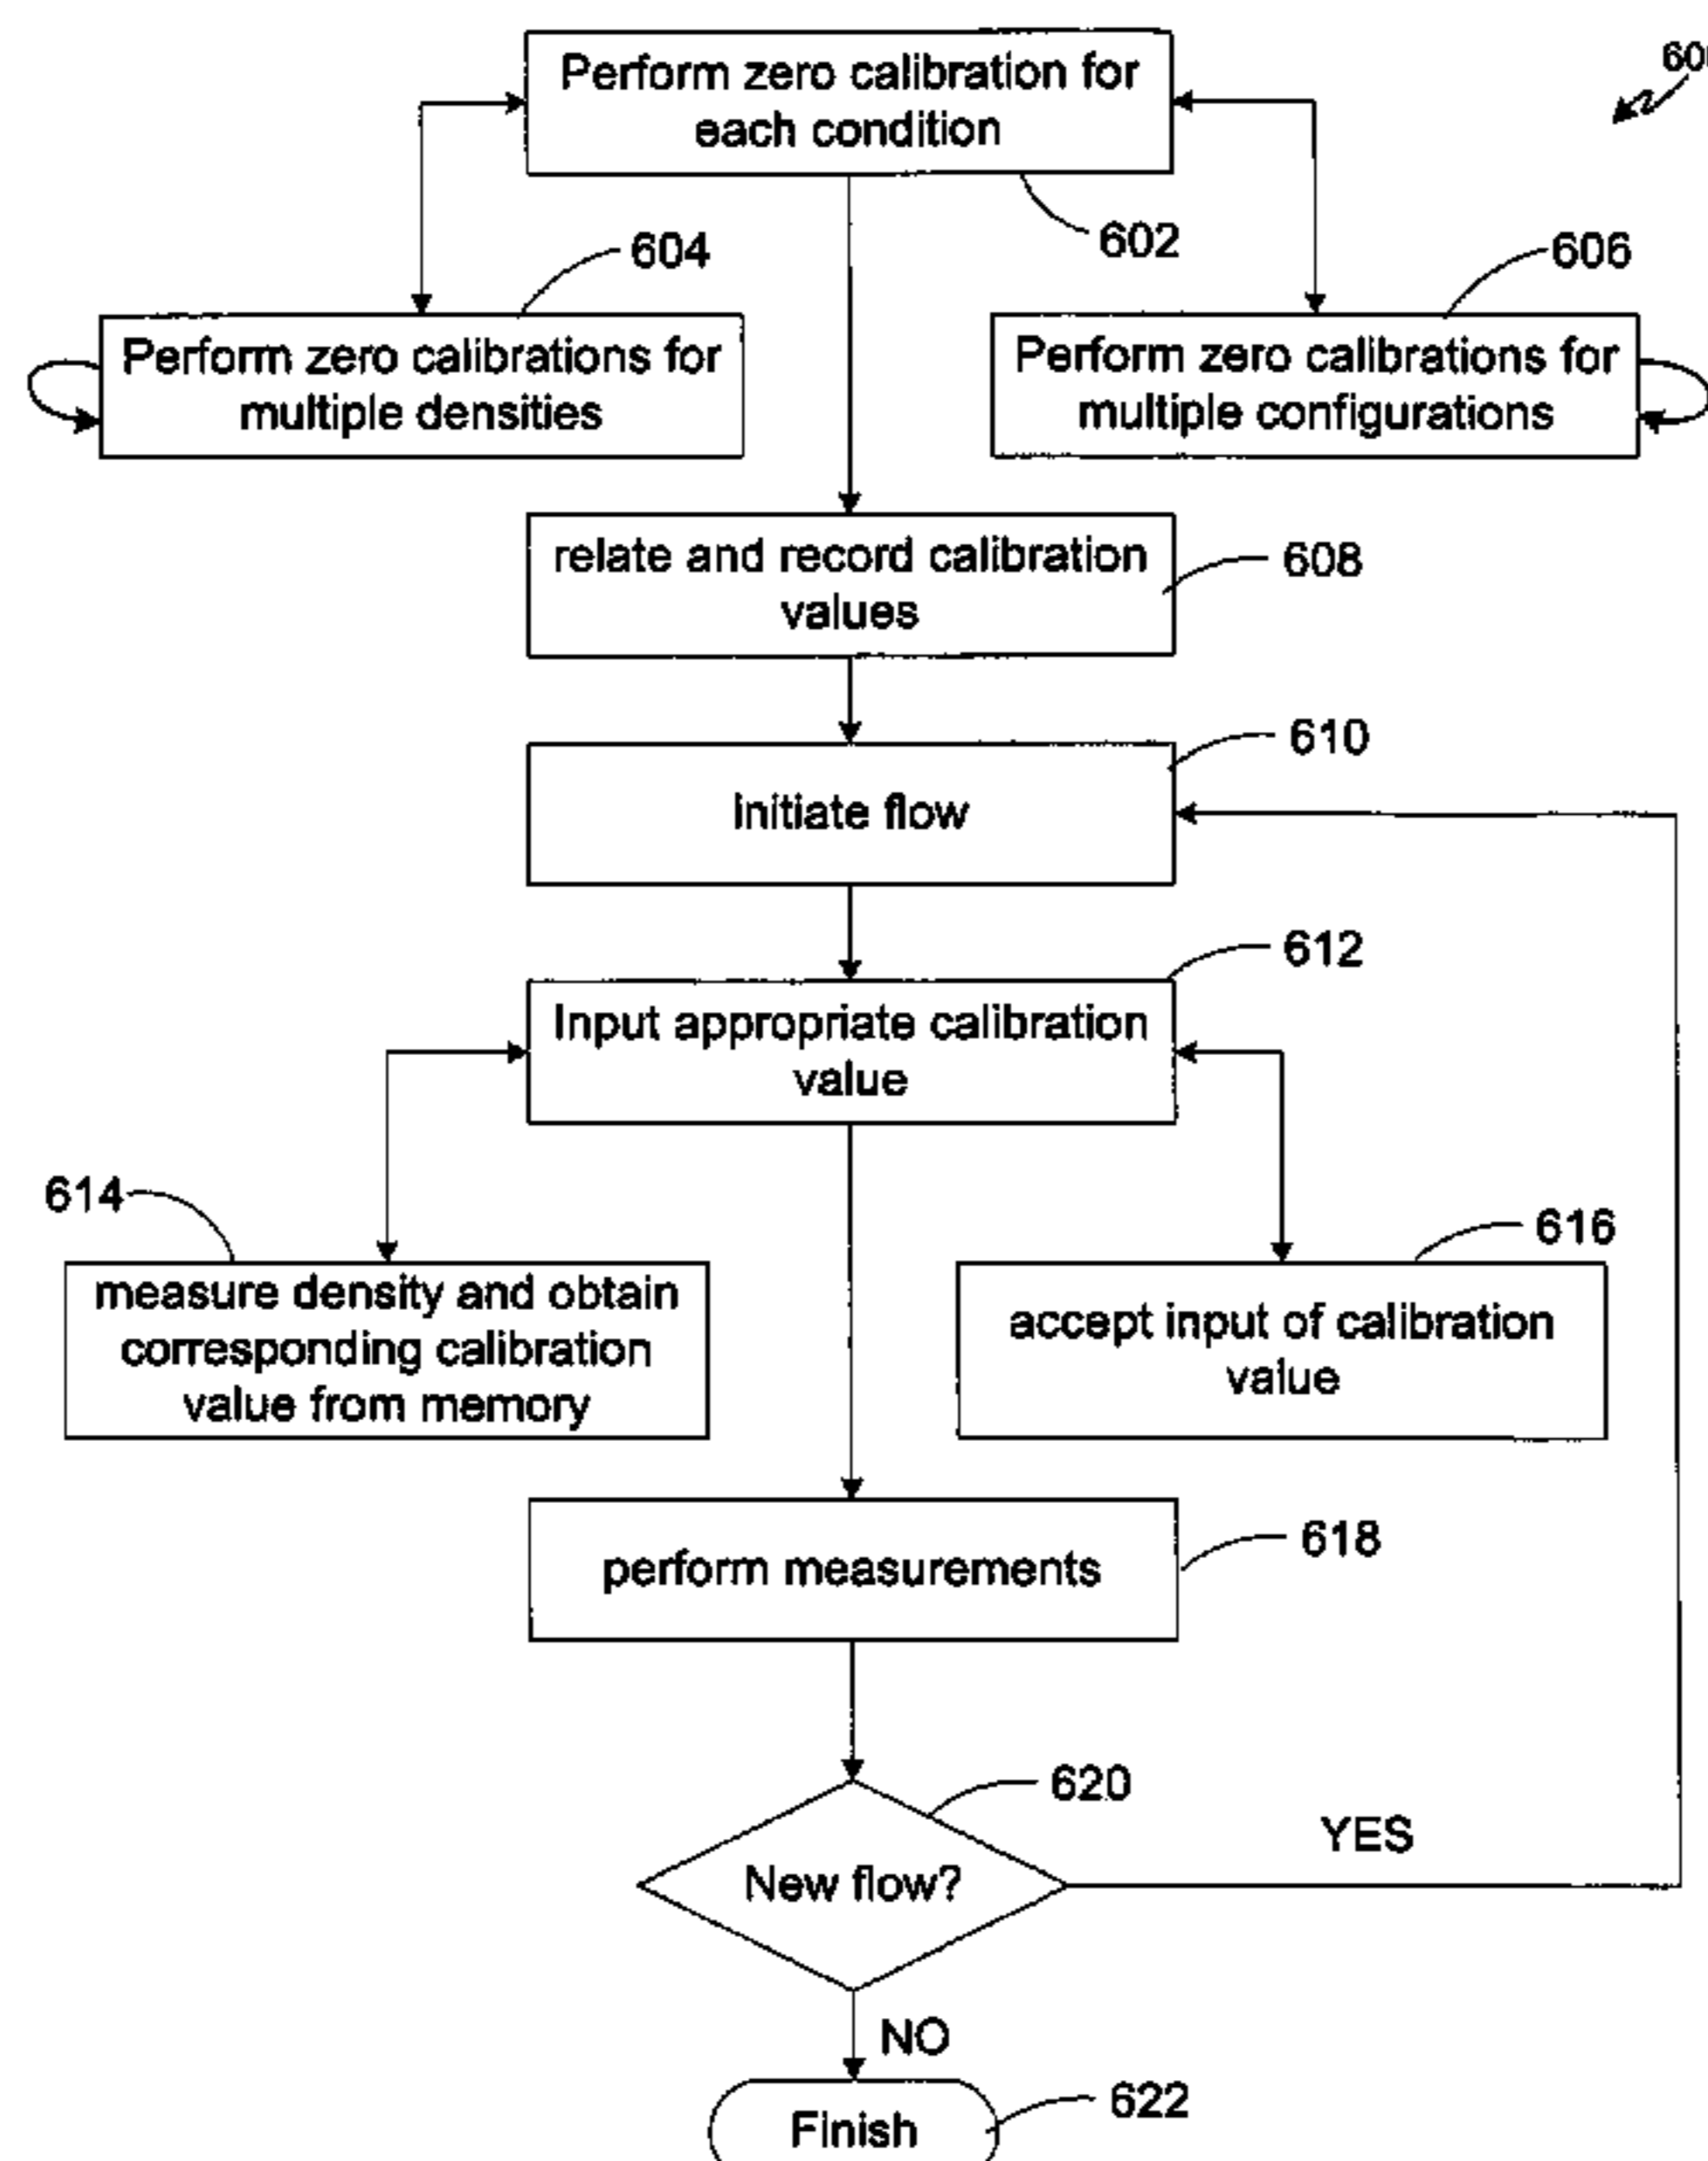 Perform zero calibration for
each condition
602
604
606
Perform zero calibrations for
multiple densities
Perform zero calibrations for
multiple configurations
relate and record calibration
values
608
610
initiate flow
612
Input appropriate calibration
value
614
616
measure density and obtain
corresponding calibration
value from memory
accept input of calibration
value
perform measurements
618
620
New flow?
YES
NO
Finish
622